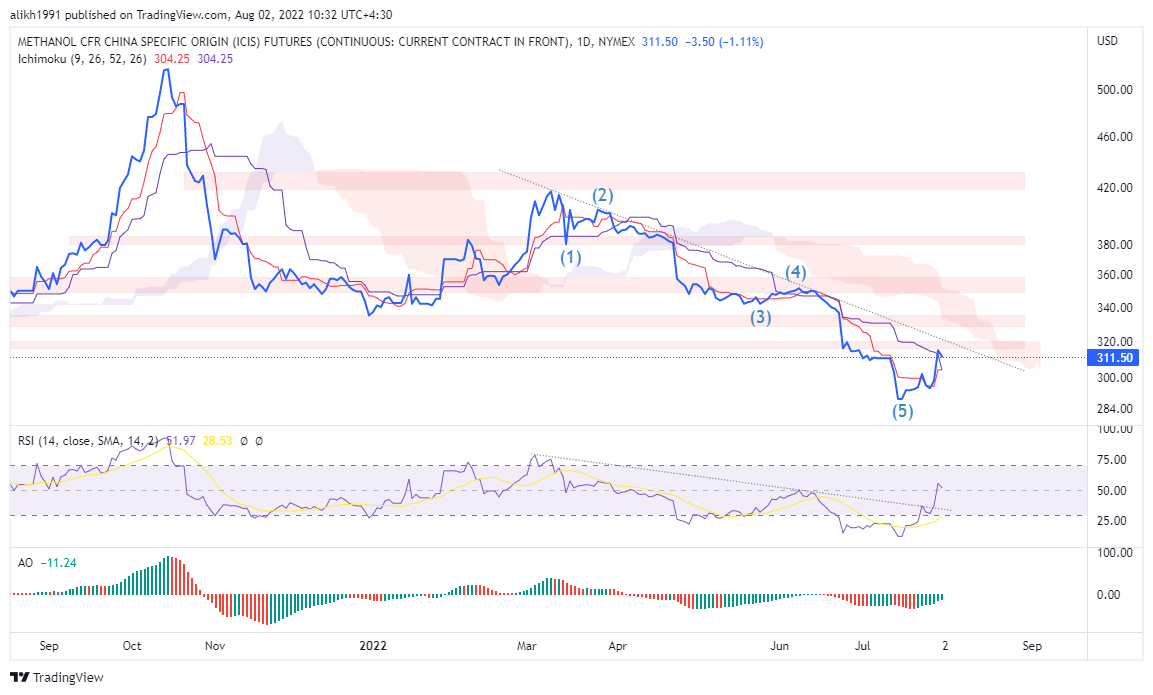 alikh1991 published on TradingView.com, Aug 02, 2022 10:32 UTC+4:30
METHANOL CFR CHINA SPECIFIC ORIGIN (ICIS) FUTURES (CONTINUOUS: CURRENT CONTRACT IN FRONT), 1D, NYMEX 311.50 −3.50 (−1.11%)
USD
Ichimoku (9, 26, 52, 26) 304.25 304.25
500.00
460.00
420.00
(2)
380.00
(1)
(4)
360.00
340.00
(3)
320.00
311.50
300.00
284.00
(5)
100.00
RSI (14, close, SMA, 14, 2) 51.97 28.53 Ø Ø
75.00
50.00
25.00
100.00
AO −11.24
0.00
Sep Oct Nov 2022 Mar Apr Jun Jul 2 Sep
TradingView